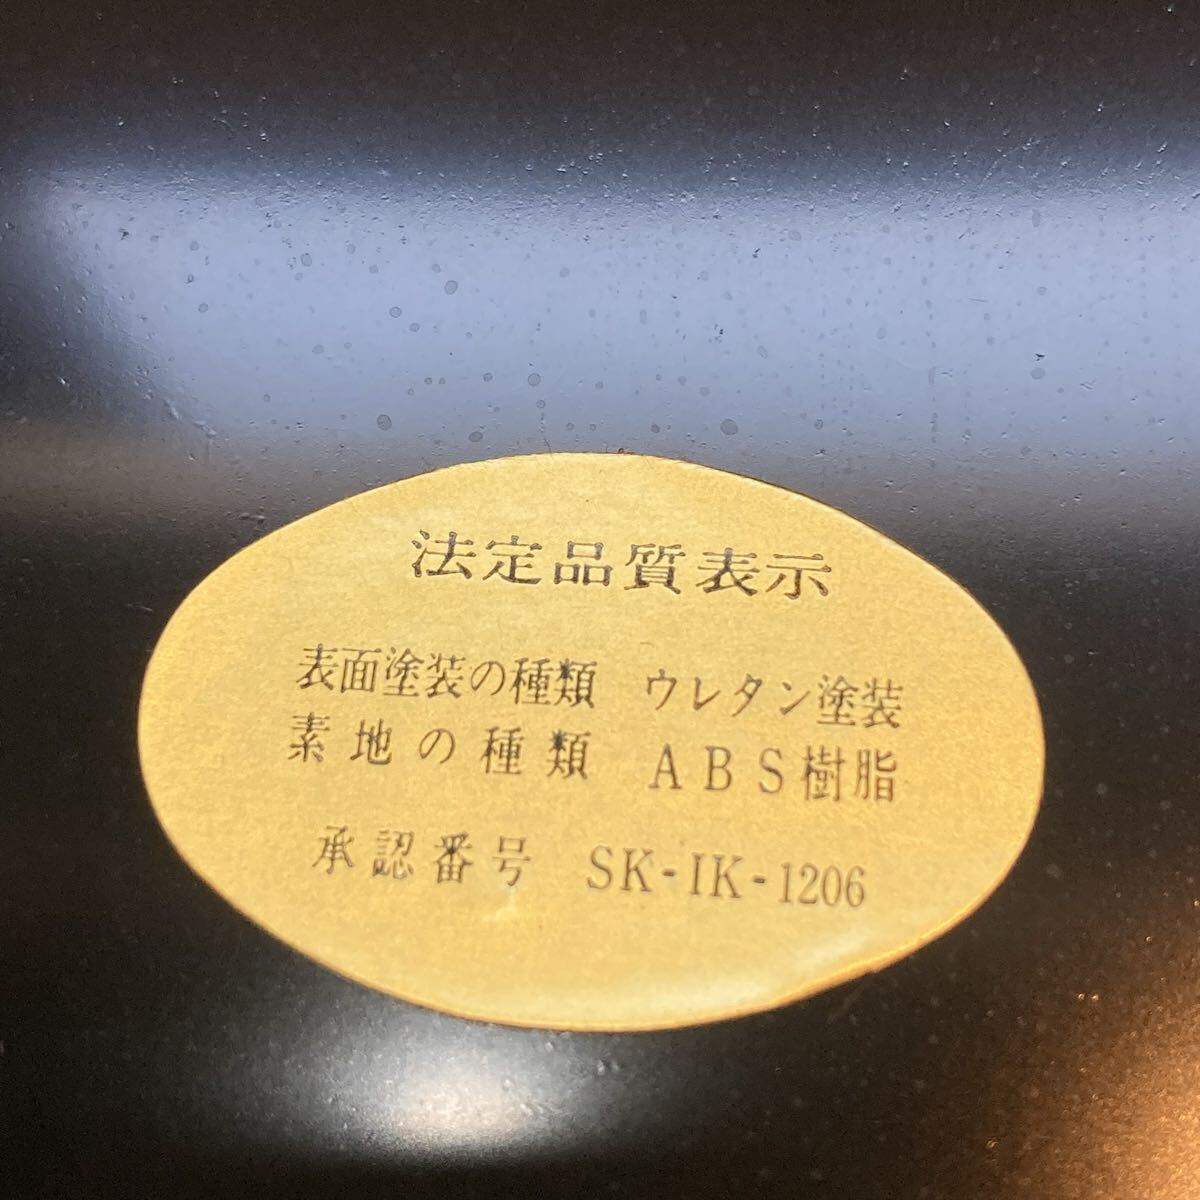 法定品質表示
表面塗装の種類 ウレタン塗装
素地の種類 ABS樹脂
承認番号 SK-IK-1206